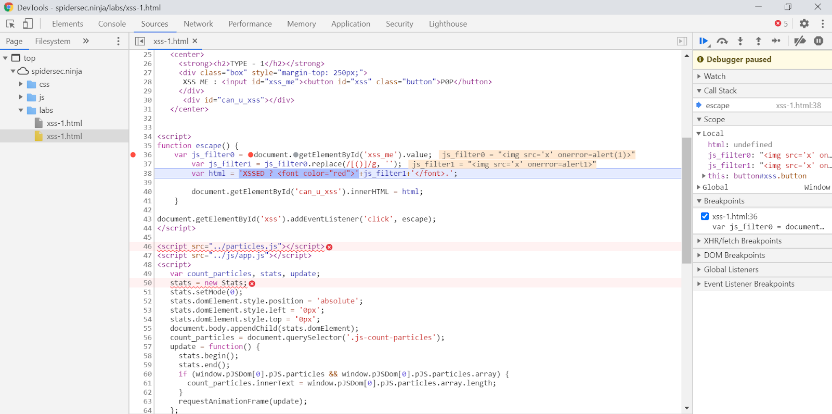 DevTools - spidersec.ninja/labs/xss-1.html
Elements Console Sources Network Performance Memory Application Security Lighthouse 5
Page Filesystem »
xss-1.html ×
top
spidersec.ninja
css
js
labs
xss-1.html
xss-1.html
25 <center>
26 <strong><h2>TYPE - 1</h2></strong>
27 <div class="box" style="margin-top: 250px;">
28 XSS ME : <input id="xss_me"><button id="xss" class="button">P0P</button>
29 </div>
30 <div id="can_u_xss"></div>
31 </center>
32
33
34 <script>
35 function escape() {
36 var js_filter0 = document.getElementById('xss_me').value; js_filter0 = "<img src='x' onerror=alert(1)>"
37 var js_filter1 = js_filter0.replace(/[()]/g, ''); js_filter1 = "<img src='x' onerror=alert1>"
38 var html = 'XSSED ? <font color="red">'+js_filter1+'</font>.';
39
40 document.getElementById('can_u_xss').innerHTML = html;
41 }
42
43 document.getElementById('xss').addEventListener('click', escape);
44 </script>
45
46 <script src="../particles.js"></script>
47 <script src="../js/app.js"></script>
48 <script>
49 var count_particles, stats, update;
50 stats = new Stats;
51 stats.setMode(0);
52 stats.domElement.style.position = 'absolute';
53 stats.domElement.style.left = '0px';
54 stats.domElement.style.top = '0px';
55 document.body.appendChild(stats.domElement);
56 count_particles = document.querySelector('.js-count-particles');
57 update = function() {
58 stats.begin();
59 stats.end();
60 if (window.pJSDom[0].pJS.particles && window.pJSDom[0].pJS.particles.array) {
61 count_particles.innerText = window.pJSDom[0].pJS.particles.array.length;
62 }
63 requestAnimationFrame(update);
64 };
Debugger paused
Watch
Call Stack
escape xss-1.html:38
Scope
Local
html: undefined
js_filter0: "<img src='x' on…
js_filter1: "<img src='x' on…
this: button#xss.button
Global Window
Breakpoints
xss-1.html:36
var js_filter0 = document…
XHR/fetch Breakpoints
DOM Breakpoints
Global Listeners
Event Listener Breakpoints